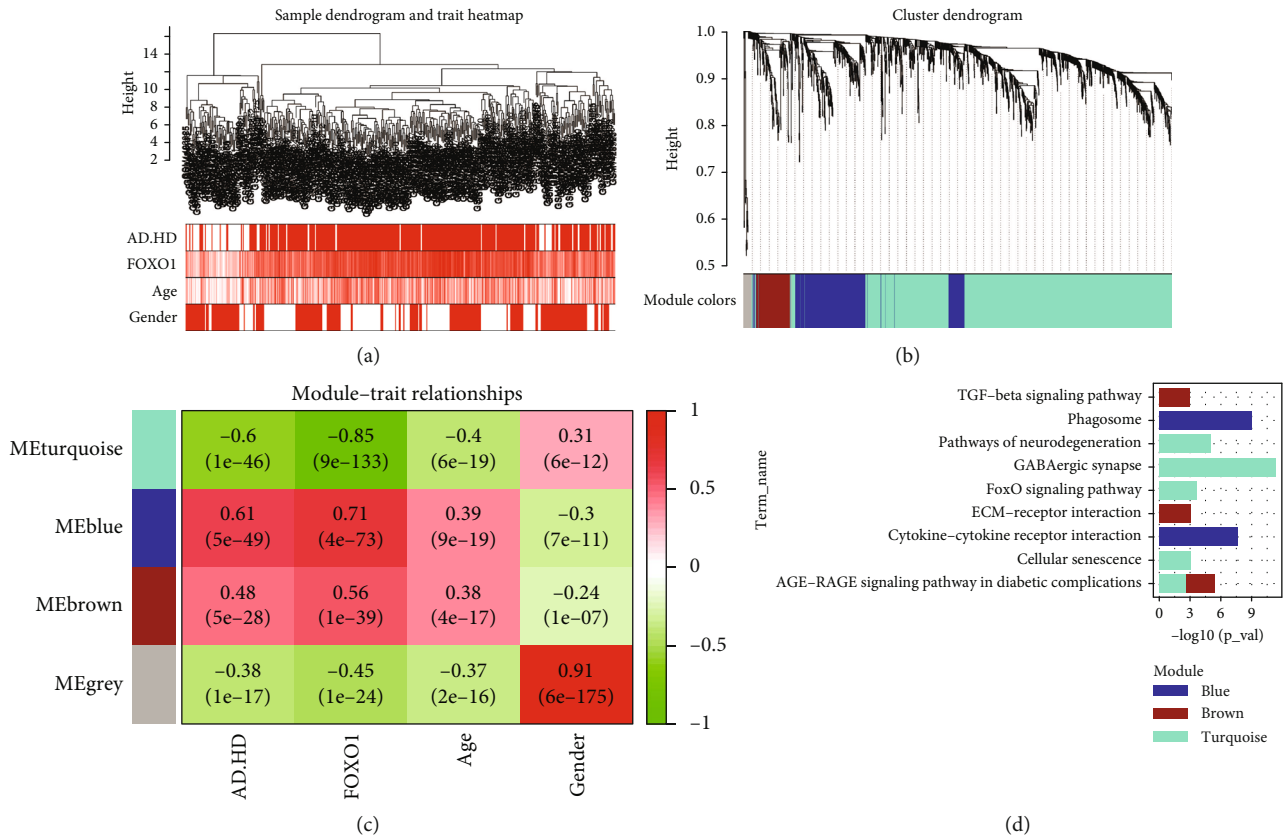 Sample dendrogram and trait heatmap
Height
14
10
8
6
4
2
AD.HD
FOXO1
Age
Gender
(a)
Cluster dendrogram
Height
1.0
0.9
0.8
0.7
0.6
0.5
Module colors
(b)
Module–trait relationships
MEturquoise
–0.6
(1e–46)
–0.85
(9e–133)
–0.4
(6e–19)
0.31
(6e–12)
MEblue
0.61
(5e–49)
0.71
(4e–73)
0.39
(9e–19)
–0.3
(7e–11)
MEbrown
0.48
(5e–28)
0.56
(1e–39)
0.38
(4e–17)
–0.24
(1e–07)
MEgrey
–0.38
(1e–17)
–0.45
(1e–24)
–0.37
(2e–16)
0.91
(6e–175)
AD.HD
FOXO1
Age
Gender
1
0.5
0
–0.5
–1
(c)
Term_name
TGF–beta signaling pathway
Phagosome
Pathways of neurodegeneration
GABAergic synapse
FoxO signaling pathway
ECM–receptor interaction
Cytokine–cytokine receptor interaction
Cellular senescence
AGE–RAGE signaling pathway in diabetic complications
0 3 6 9
–log10 (p_val)
Module
Blue
Brown
Turquoise
(d)